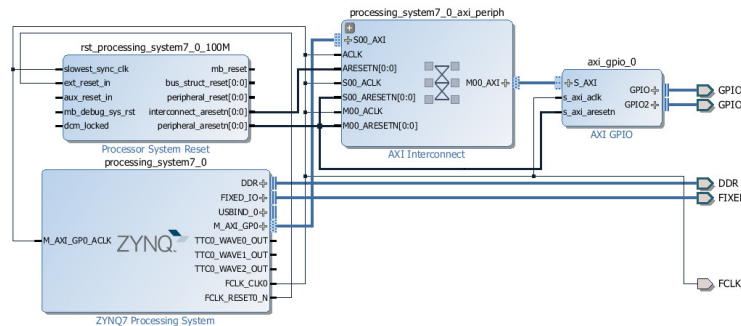 processing_system7_0_axi_periph
rst_processing_system7_0_100M
slowest_sync_clk
ext_reset_in
aux_reset_in
mb_debug_sys_rst
dcm_locked
mb_reset
bus_struct_reset[0:0]
peripheral_reset[0:0]
interconnect_aresetn[0:0]
peripheral_aresetn[0:0]
Processor System Reset
S00_AXI
ACLK
ARESETN[0:0]
S00_ACLK
S00_ARESETN[0:0]
M00_ACLK
M00_ARESETN[0:0]
M00_AXI
AXI Interconnect
axi_gpio_0
S_AXI
s_axi_aclk
s_axi_aresetn
GPIO
GPIO2
AXI GPIO
GPIO
GPIO
processing_system7_0
M_AXI_GP0_ACLK
ZYNQ
DDR
FIXED_IO
USBIND_0
M_AXI_GP0
TTC0_WAVE0_OUT
TTC0_WAVE1_OUT
TTC0_WAVE2_OUT
FCLK_CLK0
FCLK_RESET0_N
ZYNQ7 Processing System
DDR
FIXE
FCLK